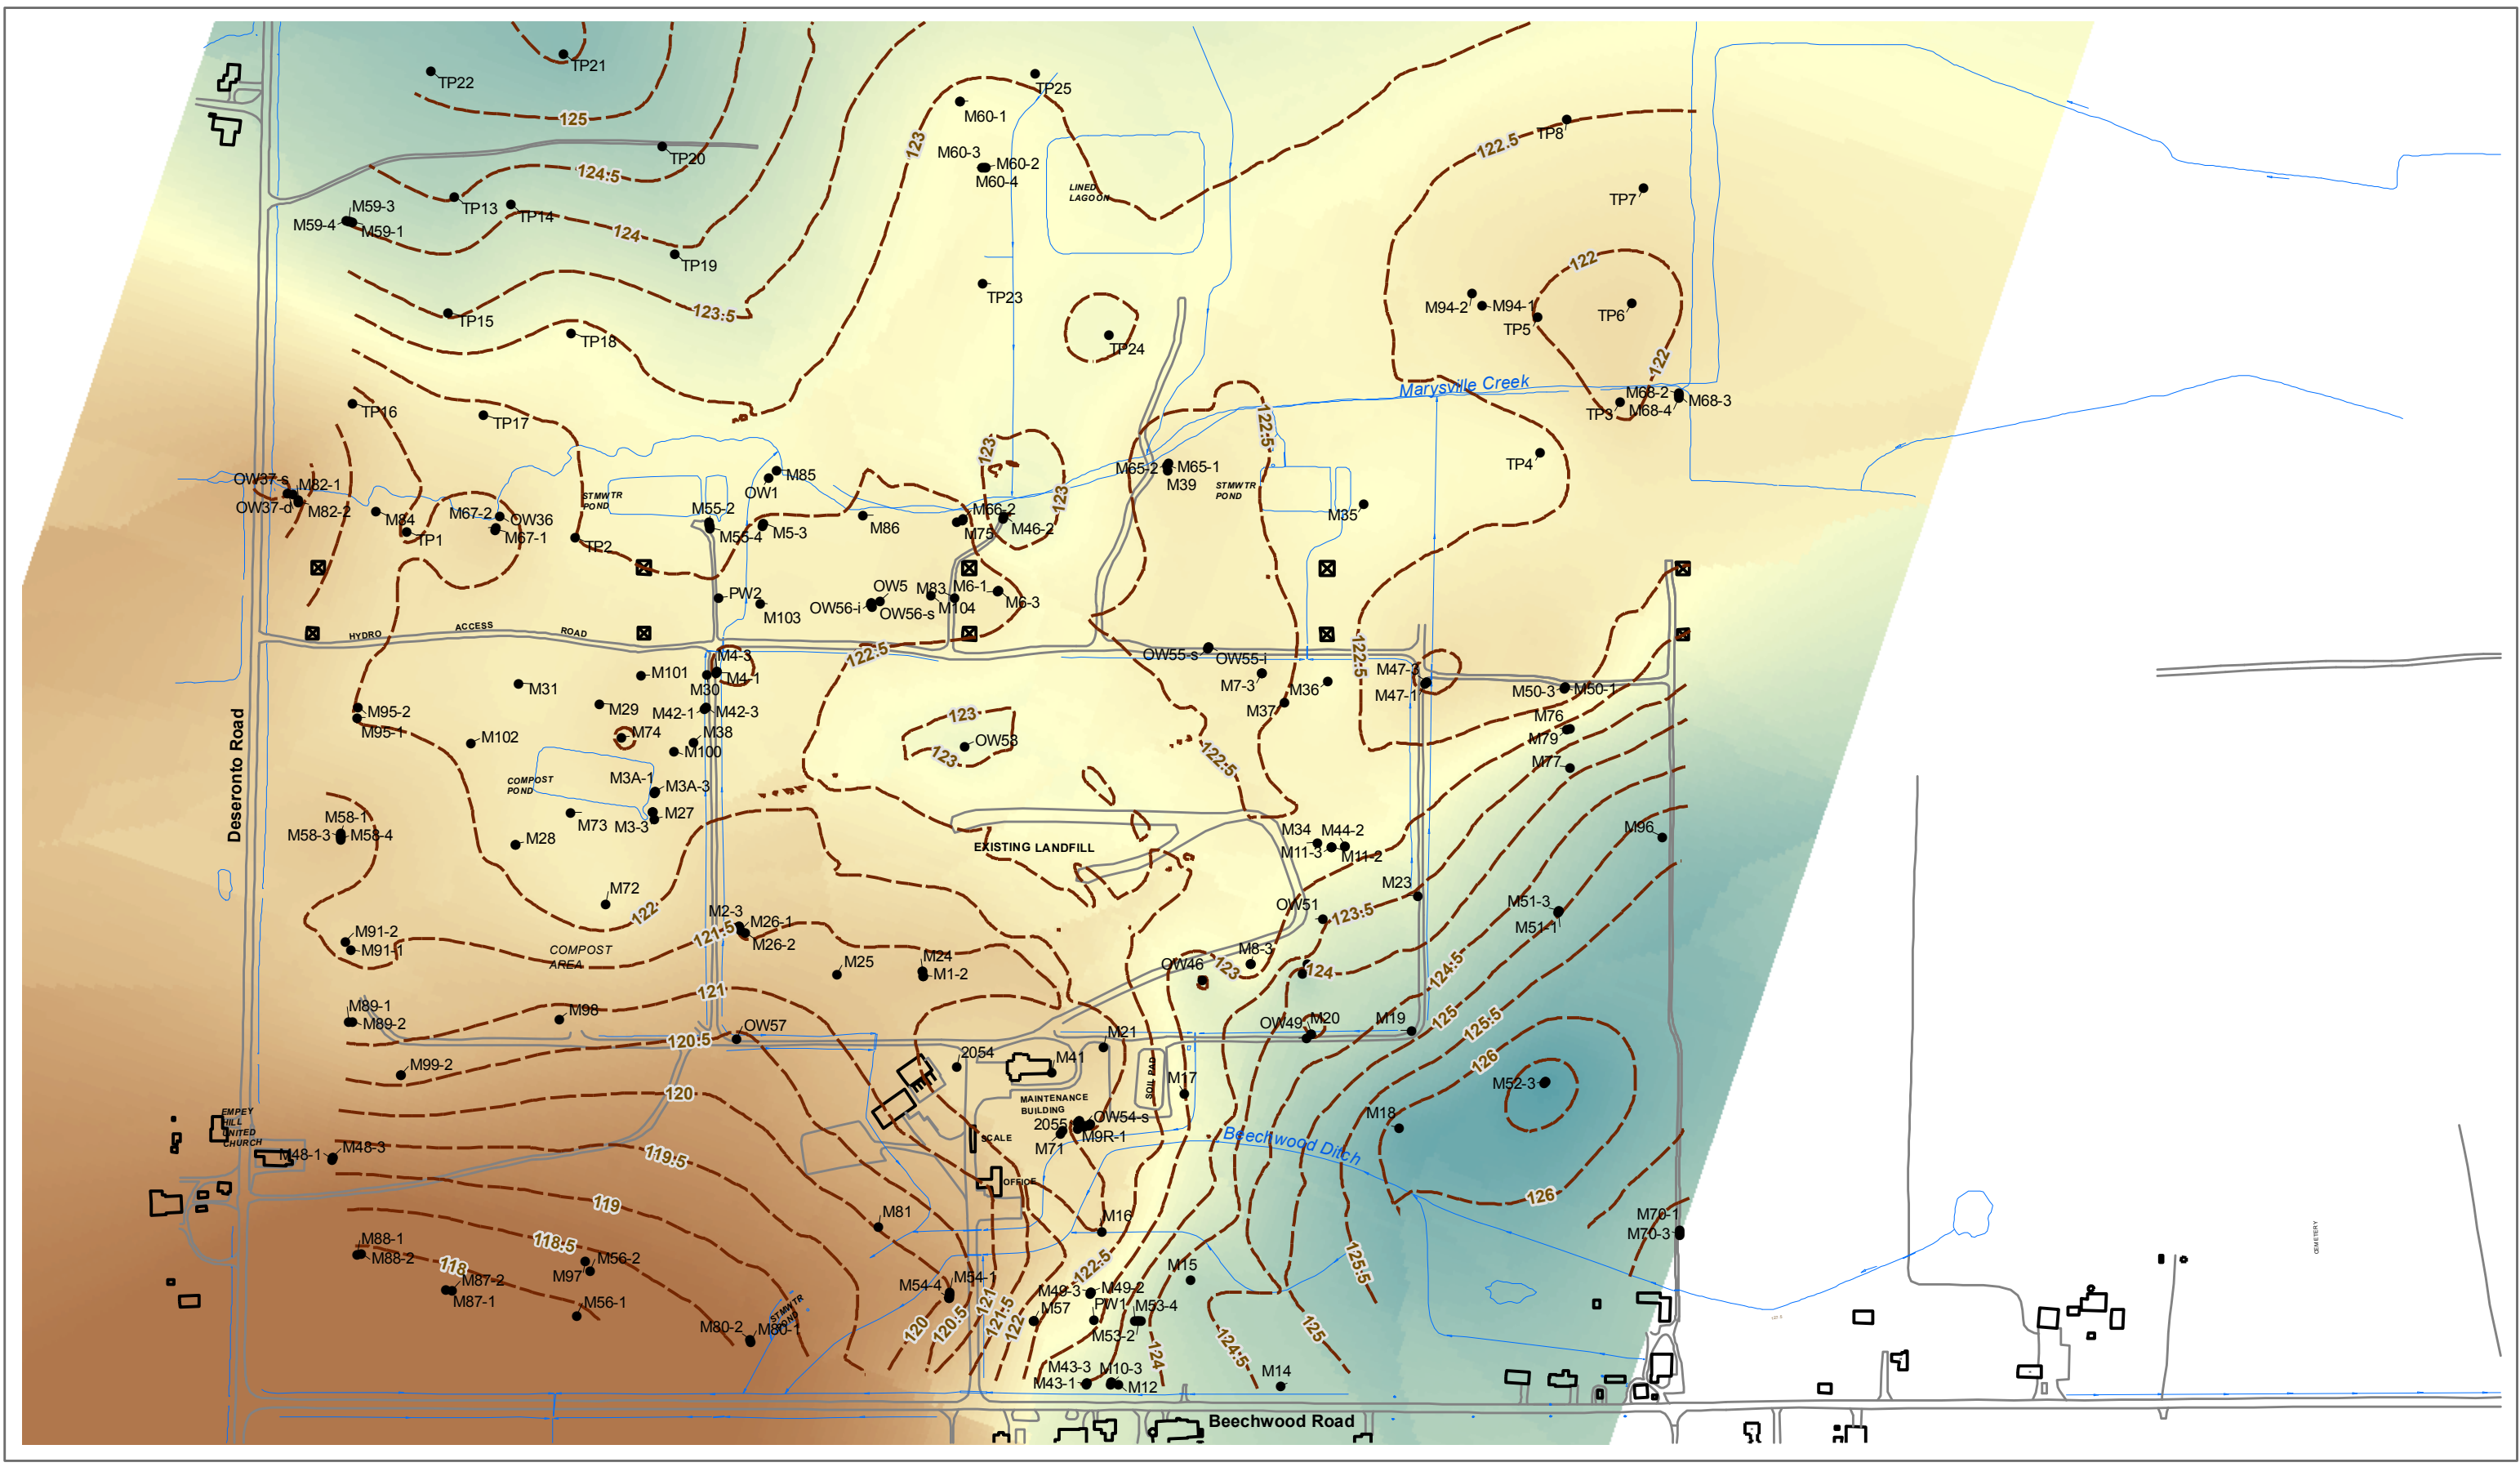 TP21
TP22
TP25
125
M60-1
TP8
122.5
123
TP20
M60-3
M60-2
M60-4
124.5
LINED
LAGOON
TP7
M59-3
TP13
TP14
M59-4
M59-1
124
TP19
122
TP23
TP15
123.5
M94-2
M94-1
TP6
TP5
TP18
TP24
122
Marysville Creek
M68-2
M68-3
M68-4
TP3
TP16
TP17
122.5
123
TP4
OW37-s
M82-1
M85
M65-2
M65-1
M39
OW1
STMWTR
POND
STMWTR
POND
123
OW37-d
M82-2
M84
M67-2
OW36
M55-2
M66-2
M35
TP1
M67-1
TP2
M55-4
M5-3
M86
M75
M46-2
PW2
M103
OW5
M83
M6-1
OW56-i
OW56-s
M104
M6-3
HYDRO
ACCESS
ROAD
122.5
M4-3
M4-1
M101
M30
OW55-s
OW55-i
122.5
M47-3
M47-1
M31
M7-3
M36
M50-3
M50-1
M95-2
M95-1
M29
M42-1
M42-3
123
M37
M76
M102
M74
M38
M100
OW58
123
M79
122.5
M77
COMPOST
POND
M3A-1
M3A-3
Deseronto Road
M58-1
M58-3
M58-4
M73
M3-3
M27
M28
EXISTING LANDFILL
M34
M44-2
M11-3
M11-2
M96
M72
122
M23
OW51
123.5
M51-3
M51-1
M2-3
M26-1
121.5
M26-2
M91-2
M91-1
COMPOST
AREA
M25
M24
M1-2
OW46
123
M8-3
124
124.5
121
M89-1
M89-2
M98
OW57
120.5
M21
OW49
M20
M19
125
125.5
2054
M41
126
M99-2
M17
SOIL PAD
M52-3
120
MAINTENANCE
BUILDING
OW54-s
2055
M9R-1
M71
M18
EMPEY
HILL
UNITED
CHURCH
SCALE
Beechwood Ditch
M48-1
M48-3
119.5
OFFICE
126
119
M81
M16
M70-1
M70-3
CEMETERY
M88-1
M88-2
118.5
118
M56-2
M97
122.5
M15
125.5
M87-2
M87-1
M54-4
M54-1
M49-3
M49-2
M56-1
STMWTR
POND
121
PW1
M53-4
M57
M53-2
M80-2
M80-1
120
120.5
121.5
122
124
124.5
125
M43-3
M10-3
M43-1
M12
M14
Beechwood Road